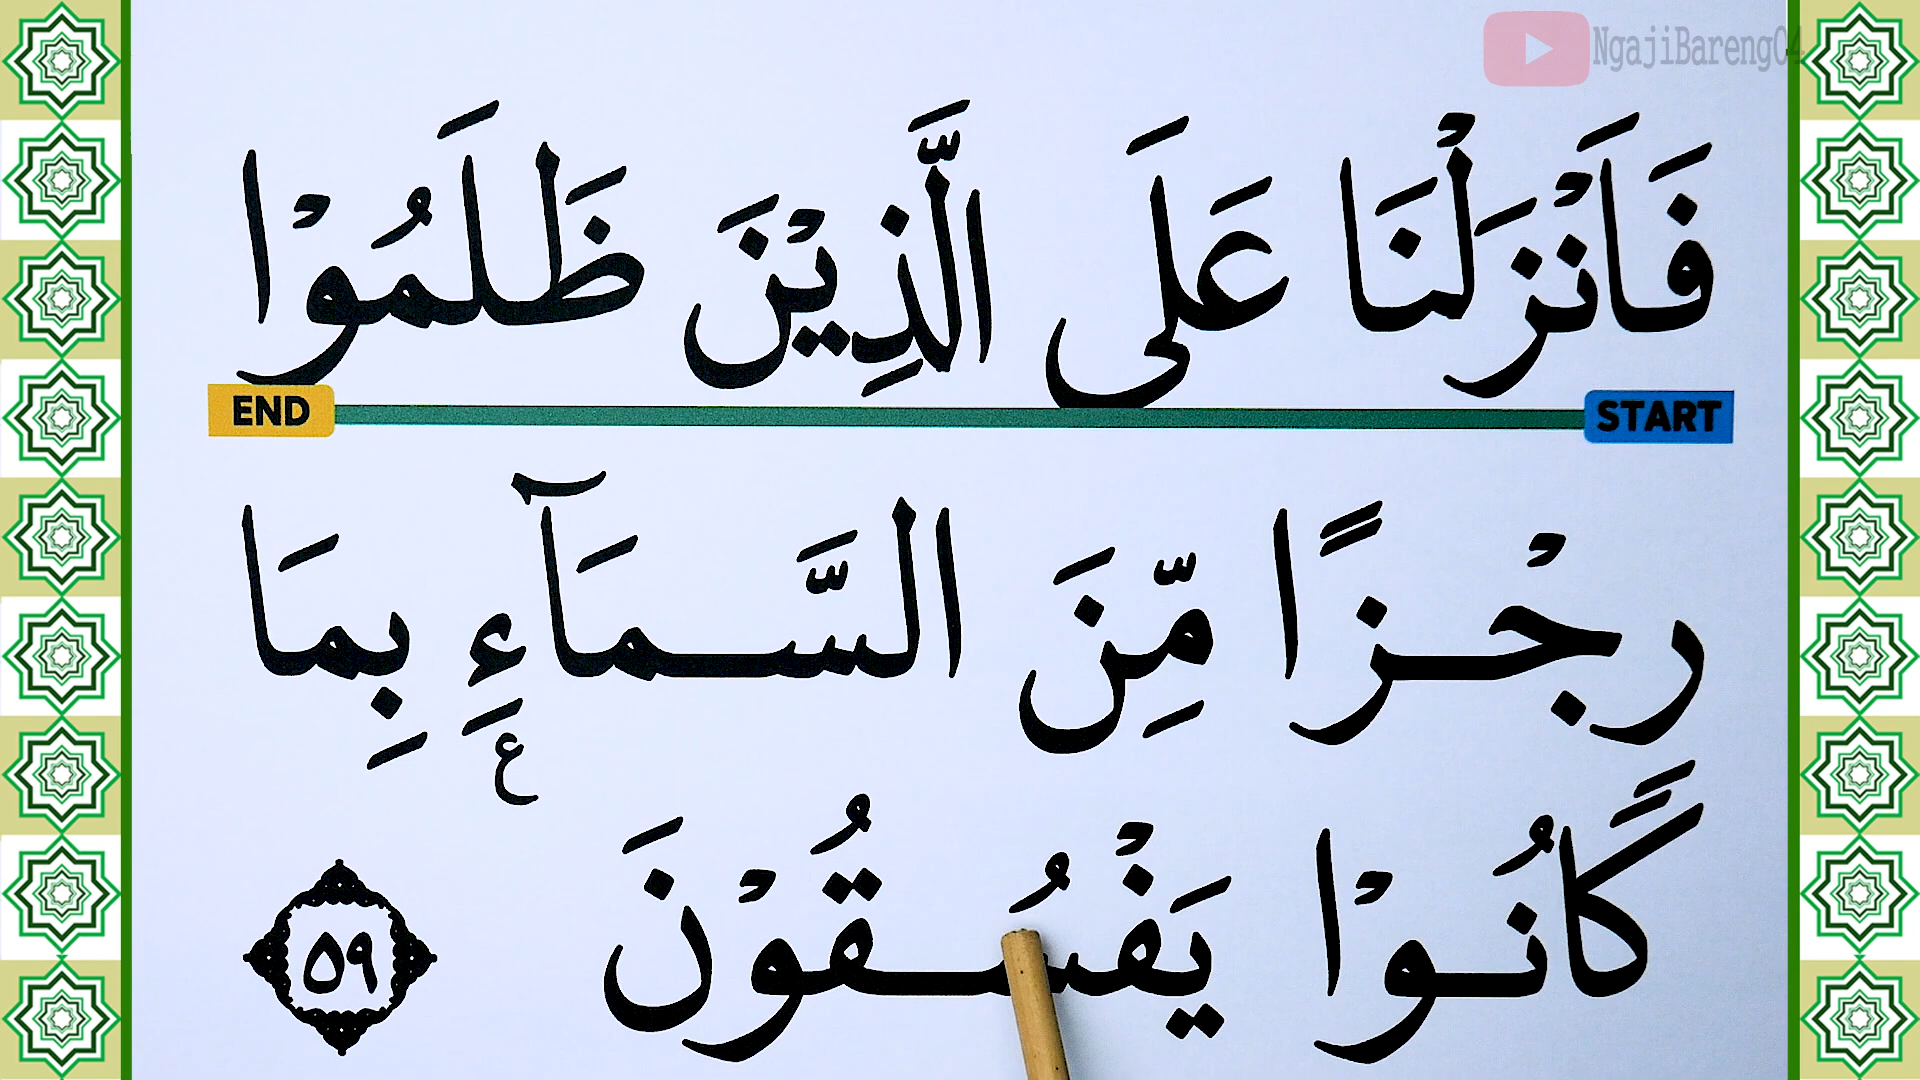 NgajiBareng04
فَاَنْزَلْنَا عَلَى الَّذِيْنَ ظَلَمُوْا
END START
رِجْزًا مِّنَ السَّمَآءِ بِمَا
ع
كَانُوْا يَفْسُقُوْنَ ٥٩